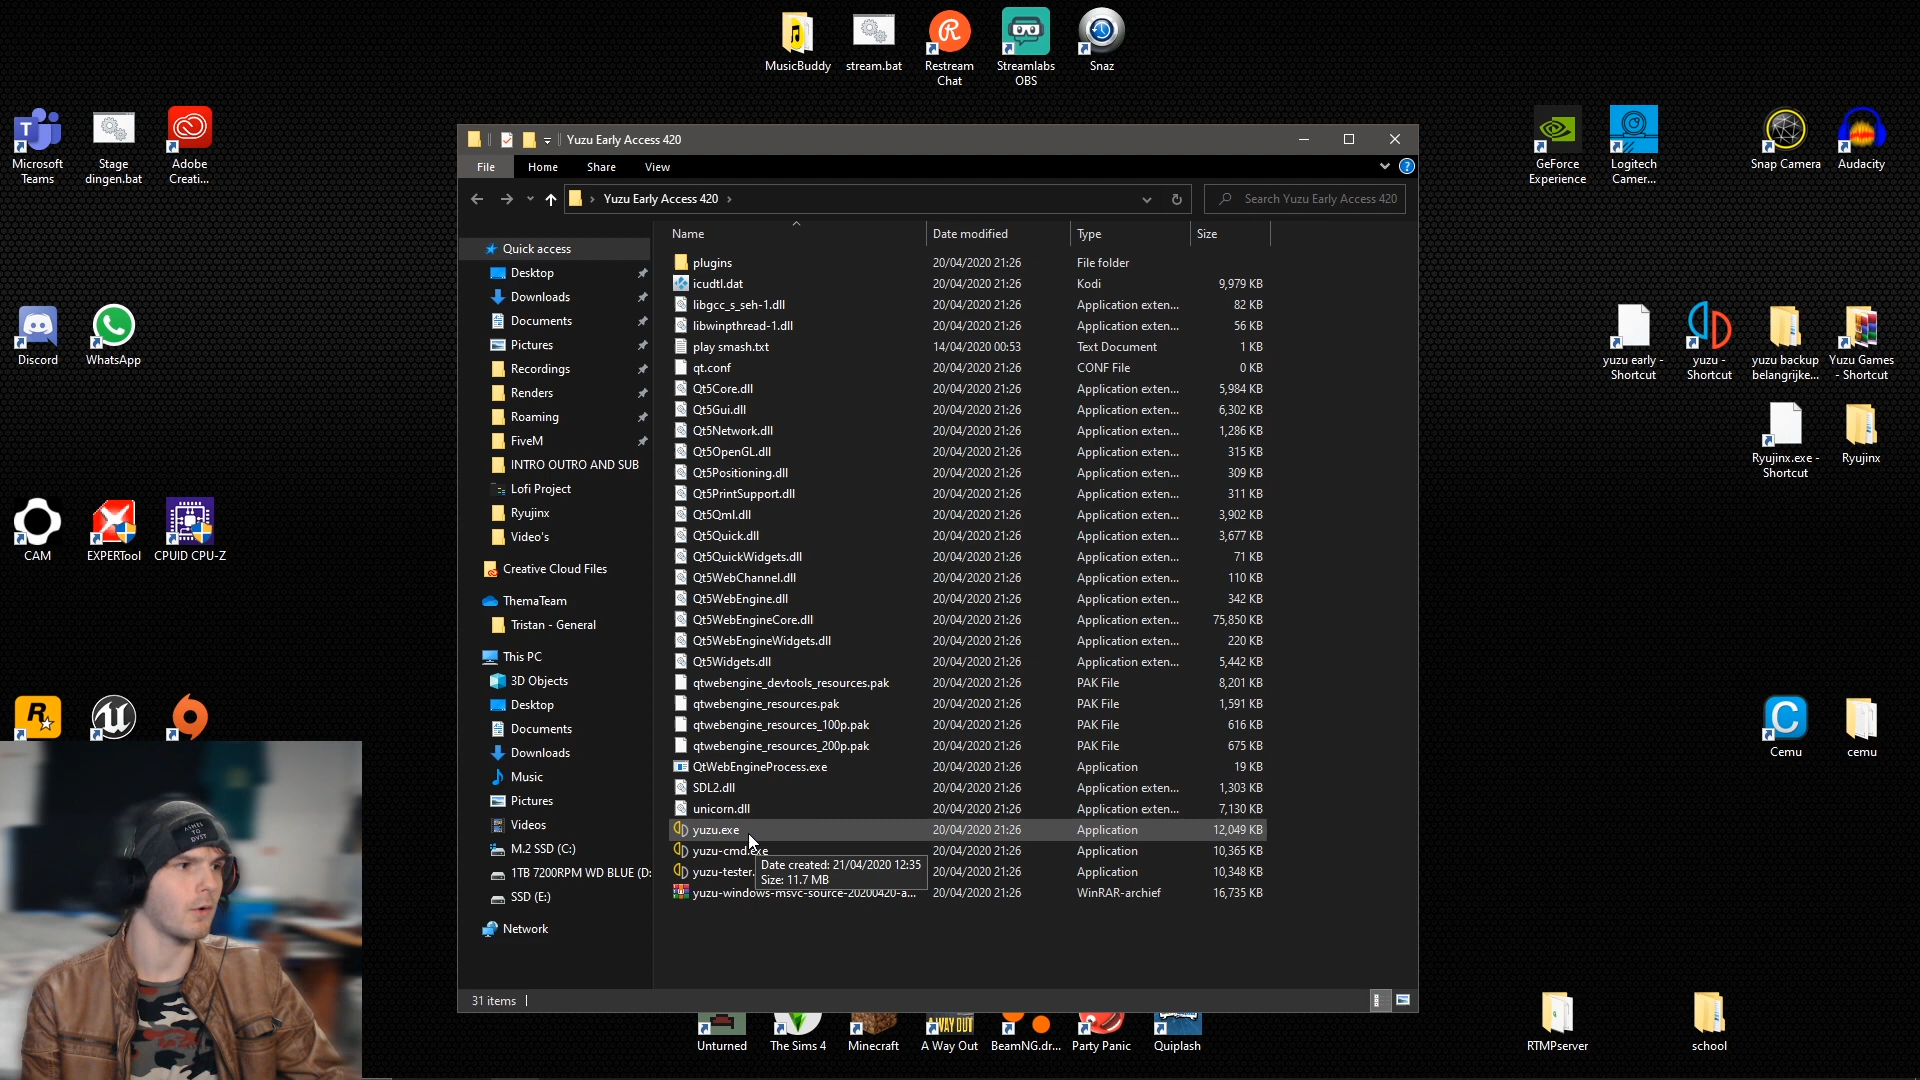 MusicBuddy
stream.bat
Restream
Chat
Streamlabs
OBS
Snaz
Microsoft
Teams
Stage
dingen.bat
Adobe
Creati...
GeForce
Experience
Logitech
Camer...
Snap Camera
Audacity
Yuzu Early Access 420
File
Home
Share
View
Yuzu Early Access 420
Search Yuzu Early Access 420
Name
Date modified
Type
Size
Quick access
Desktop
Downloads
Documents
Pictures
Recordings
Renders
Roaming
FiveM
INTRO OUTRO AND SUB
Lofi Project
Ryujinx
Video's
Creative Cloud Files
ThemaTeam
Tristan - General
This PC
3D Objects
Desktop
Documents
Downloads
Music
Pictures
Videos
M.2 SSD (C:)
1TB 7200RPM WD BLUE (D:
SSD (E:)
Network
plugins 20/04/2020 21:26 File folder
icudtl.dat 20/04/2020 21:26 Kodi 9,979 KB
libgcc_s_seh-1.dll 20/04/2020 21:26 Application exten... 82 KB
libwinpthread-1.dll 20/04/2020 21:26 Application exten... 56 KB
play smash.txt 14/04/2020 00:53 Text Document 1 KB
qt.conf 20/04/2020 21:26 CONF File 0 KB
Qt5Core.dll 20/04/2020 21:26 Application exten... 5,984 KB
Qt5Gui.dll 20/04/2020 21:26 Application exten... 6,302 KB
Qt5Network.dll 20/04/2020 21:26 Application exten... 1,286 KB
Qt5OpenGL.dll 20/04/2020 21:26 Application exten... 315 KB
Qt5Positioning.dll 20/04/2020 21:26 Application exten... 309 KB
Qt5PrintSupport.dll 20/04/2020 21:26 Application exten... 311 KB
Qt5Qml.dll 20/04/2020 21:26 Application exten... 3,902 KB
Qt5Quick.dll 20/04/2020 21:26 Application exten... 3,677 KB
Qt5QuickWidgets.dll 20/04/2020 21:26 Application exten... 71 KB
Qt5WebChannel.dll 20/04/2020 21:26 Application exten... 110 KB
Qt5WebEngine.dll 20/04/2020 21:26 Application exten... 342 KB
Qt5WebEngineCore.dll 20/04/2020 21:26 Application exten... 75,850 KB
Qt5WebEngineWidgets.dll 20/04/2020 21:26 Application exten... 220 KB
Qt5Widgets.dll 20/04/2020 21:26 Application exten... 5,442 KB
qtwebengine_devtools_resources.pak 20/04/2020 21:26 PAK File 8,201 KB
qtwebengine_resources.pak 20/04/2020 21:26 PAK File 1,591 KB
qtwebengine_resources_100p.pak 20/04/2020 21:26 PAK File 616 KB
qtwebengine_resources_200p.pak 20/04/2020 21:26 PAK File 675 KB
QtWebEngineProcess.exe 20/04/2020 21:26 Application 19 KB
SDL2.dll 20/04/2020 21:26 Application exten... 1,303 KB
unicorn.dll 20/04/2020 21:26 Application exten... 7,130 KB
yuzu.exe 20/04/2020 21:26 Application 12,049 KB
yuzu-cmd.exe 20/04/2020 21:26 Application 10,365 KB
yuzu-tester. 20/04/2020 21:26 Application 10,348 KB
yuzu-windows-msvc-source-20200420-a... 20/04/2020 21:26 WinRAR-archief 16,735 KB
Date created: 21/04/2020 12:35
Size: 11.7 MB
31 items
Discord
WhatsApp
CAM
EXPERTool
CPUID CPU-Z
ASHES
TO
DVST
yuzu early -
Shortcut
yuzu -
Shortcut
yuzu backup
belangrijke...
Yuzu Games
- Shortcut
Ryujinx.exe -
Shortcut
Ryujinx
Cemu
cemu
A WAY OUT
Quiplash
Unturned
The Sims 4
Minecraft
A Way Out
BeamNG.dr...
Party Panic
Quiplash
RTMPserver
school